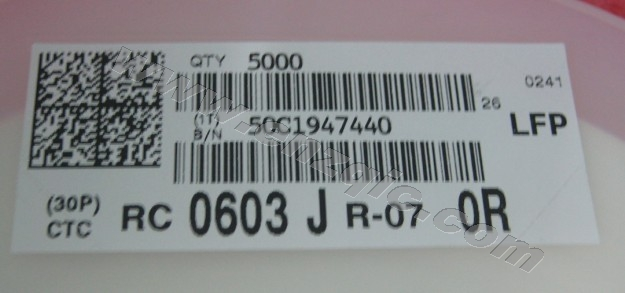 QTY 5000
0241
26
(1T)
B/N 50C1947440
LFP
(30P)
CTC RC 0603 J R-07 0R